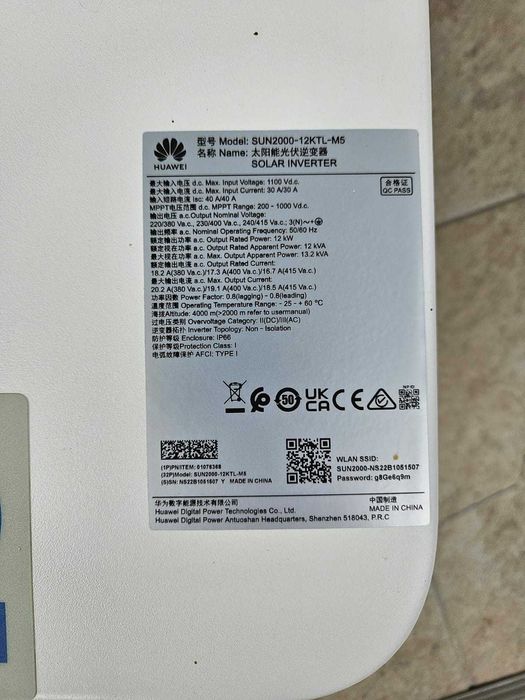 HUAWEI
型号 Model: SUN2000-12KTL-M5
名称 Name: 太阳能光伏逆变器
SOLAR INVERTER
最大输入电压 d.c. Max. Input Voltage: 1100 Vd.c.
最大输入电流 d.c. Max. Input Current: 30 A/30 A
输入短路电流 Isc: 40 A/40 A
MPPT电压范围 d.c. MPPT Range: 200 - 1000 Vd.c.
输出电压 a.c. Output Nominal Voltage:
220/380 Va.c., 230/400 Va.c., 240/415 Va.c.; 3(N)~+
输出频率 a.c. Nominal Operating Frequency: 50/60 Hz
额定输出功率 a.c. Output Rated Power: 12 kW
额定视在功率 a.c. Output Rated Apparent Power: 12 kVA
最大视在功率 a.c. Output Max. Apparent Power: 13.2 kVA
额定输出电流 a.c. Output Rated Current:
18.2 A(380 Va.c.)/17.3 A(400 Va.c.)/16.7 A(415 Va.c.)
最大输出电流 a.c. Output Max. Current:
20.2 A(380 Va.c.)/19.1 A(400 Va.c.)/18.5 A(415 Va.c.)
功率因数 Power Factor: 0.8(lagging) - 0.8(leading)
温度范围 Operating Temperature Range: - 25 - + 60 ℃
海拔Altitude: 4000 m(>2000 m refer to usermanual)
过电压类别 Overvoltage Category: II(DC)/III(AC)
逆变器拓扑 Inverter Topology: Non - Isolation
防护等级 Enclosure: IP66
保护等级Protection Class: I
电弧故障保护 AFCI: TYPE I
合格证
QC PASS
50
UK
CA
CE
(1P)PN/ITEM: 01075365
(32P)Model: SUN2000-12KTL-M5
(S)SN: NS22B1051507 Y MADE IN CHINA
WLAN SSID:
SUN2000-NS22B1051507
Password: g8Ge6q9m
华为数字能源技术有限公司
Huawei Digital Power Technologies Co., Ltd.
Huawei Digital Power Antuoshan Headquarters, Shenzhen 518043, P.R.C
中国制造
MADE IN CHINA